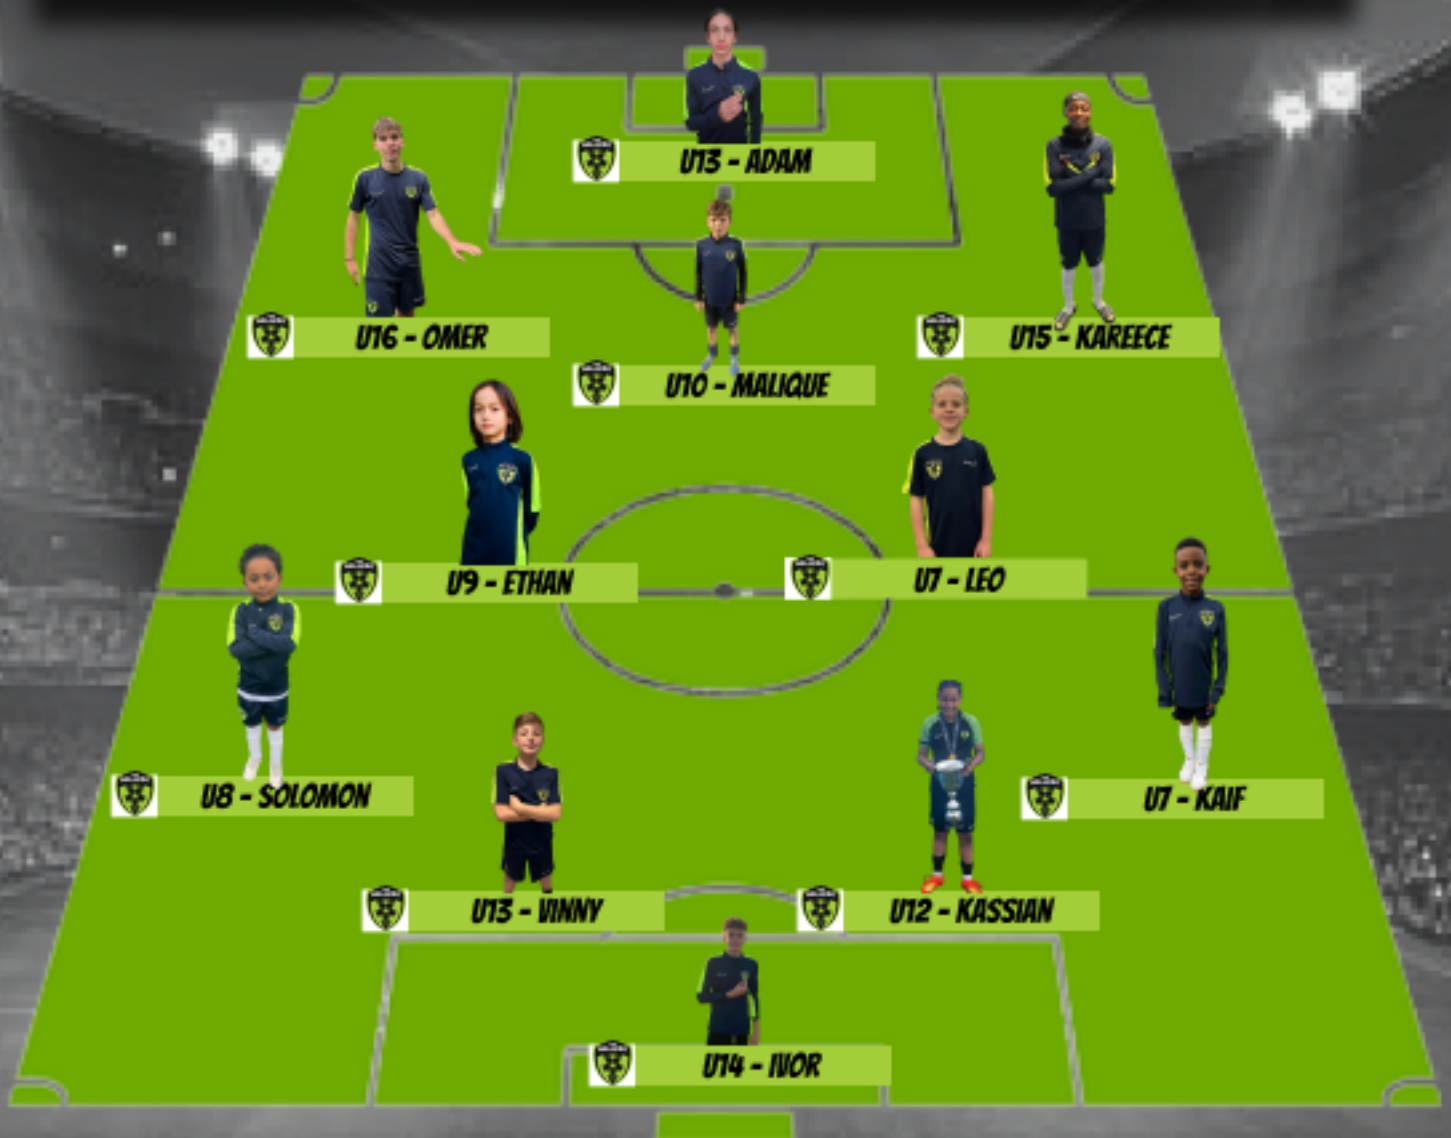 U13 - ADAM
U16 - OMER
U15 - KAREECE
U10 - MALIQUE
U9 - ETHAN
U7 - LEO
U8 - SOLOMON
U7 - KAIF
U13 - VINNY
U12 - KASSIAN
U14 - IVOR